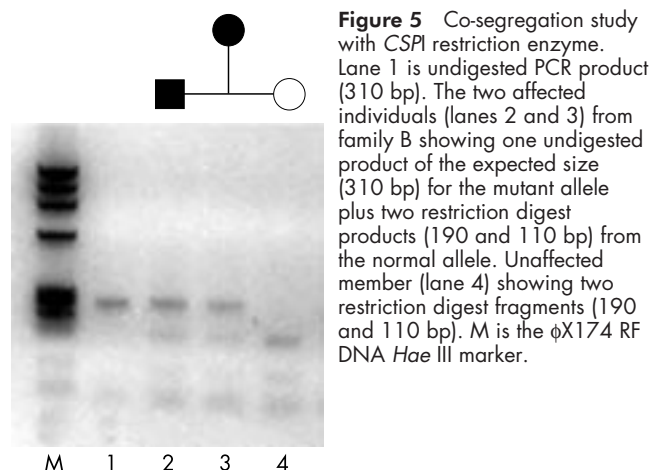 Figure 5 Co-segregation study
with CSPI restriction enzyme.
Lane 1 is undigested PCR product
(310 bp). The two affected
individuals (lanes 2 and 3) from
family B showing one undigested
product of the expected size
(310 bp) for the mutant allele
plus two restriction digest
products (190 and 110 bp) from
the normal allele. Unaffected
member (lane 4) showing two
restriction digest fragments (190
and 110 bp). M is the ϕX174 RF
DNA Hae III marker.
M 1 2 3 4